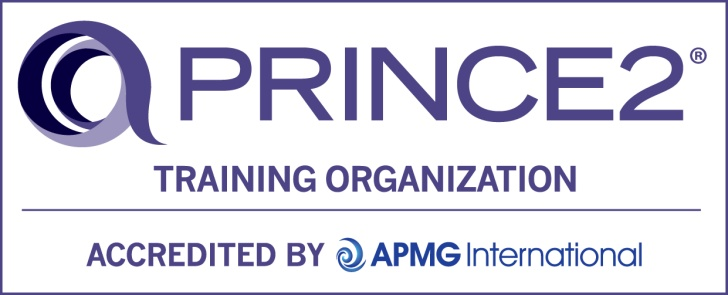 PRINCE2®
TRAINING ORGANIZATION
ACCREDITED BY APMG International